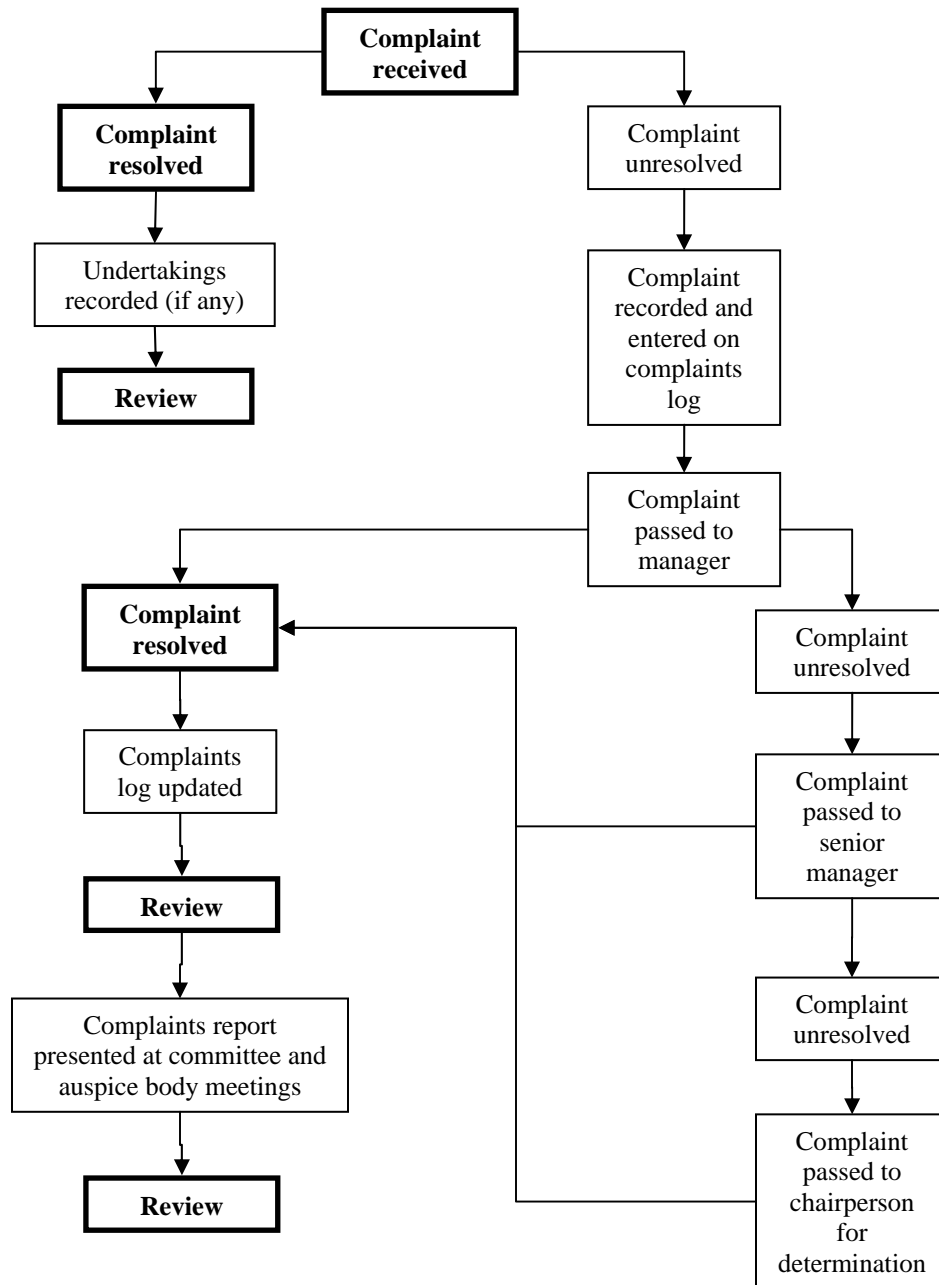 Complaint
received
Complaint
resolved
Complaint
unresolved
Undertakings
recorded (if any)
Complaint
recorded and
entered on
complaints
log
Review
Complaint
passed to
manager
Complaint
resolved
Complaint
unresolved
Complaints
log updated
Complaint
passed to
senior
manager
Review
Complaint
unresolved
Complaints report
presented at committee and
auspice body meetings
Complaint
passed to
chairperson
for
determination
Review